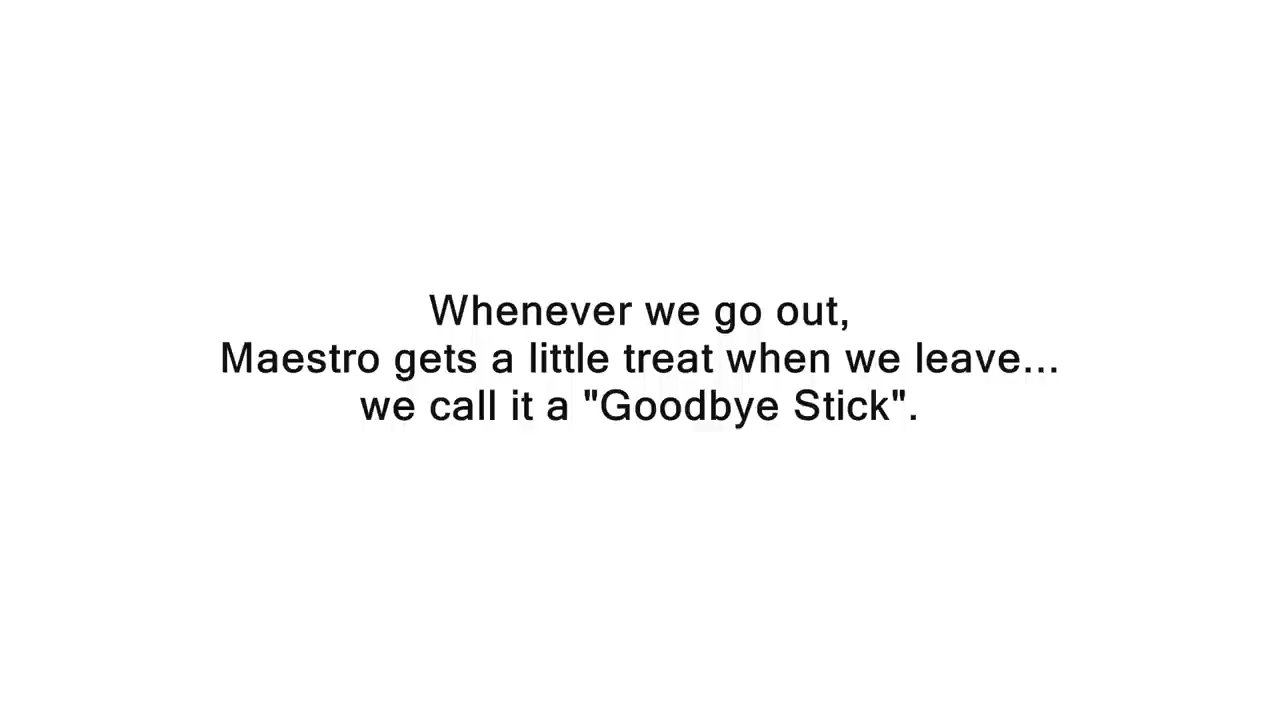 Whenever we go out,
Maestro gets a little treat when we leave...
we call it a "Goodbye Stick".